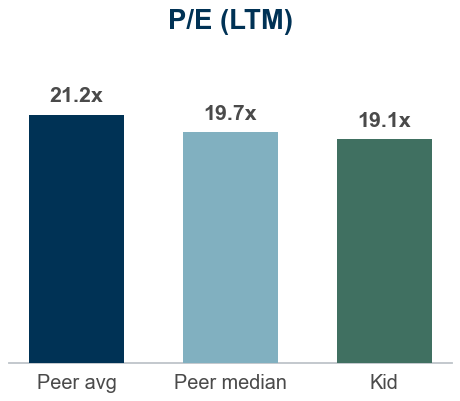 P/E (LTM)
21.2x
19.7x
19.1x
Peer avg
Peer median
Kid